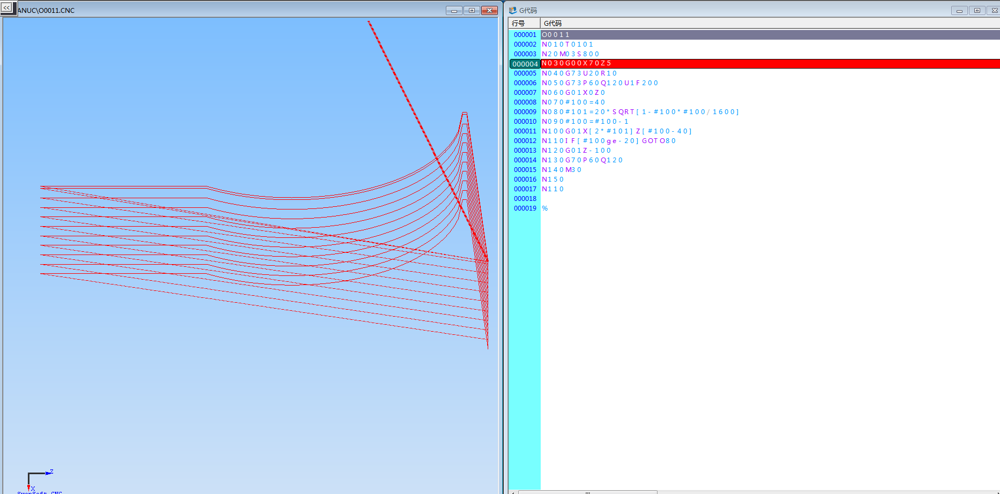 <<
ANUC\O0011.CNC
G代码
行号 G代码
000001 O0011
000002 N010T0101
000003 N20M03S800
000004 N030G00X70Z5
000005 N040G73U20R10
000006 N050G73P60Q120U1F200
000007 N060G01X0Z0
000008 N070#100=40
000009 N080#101=20*SQRT[1-#100*#100/1600]
000010 N090#100=#100-1
000011 N100G01X[2*#101]Z[#100-40]
000012 N110IF[#100ge-20]GOTO80
000013 N120G01Z-100
000014 N130G70P60Q120
000015 N140M30
000016 N150
000017 N110
000018
000019 %
Z
X